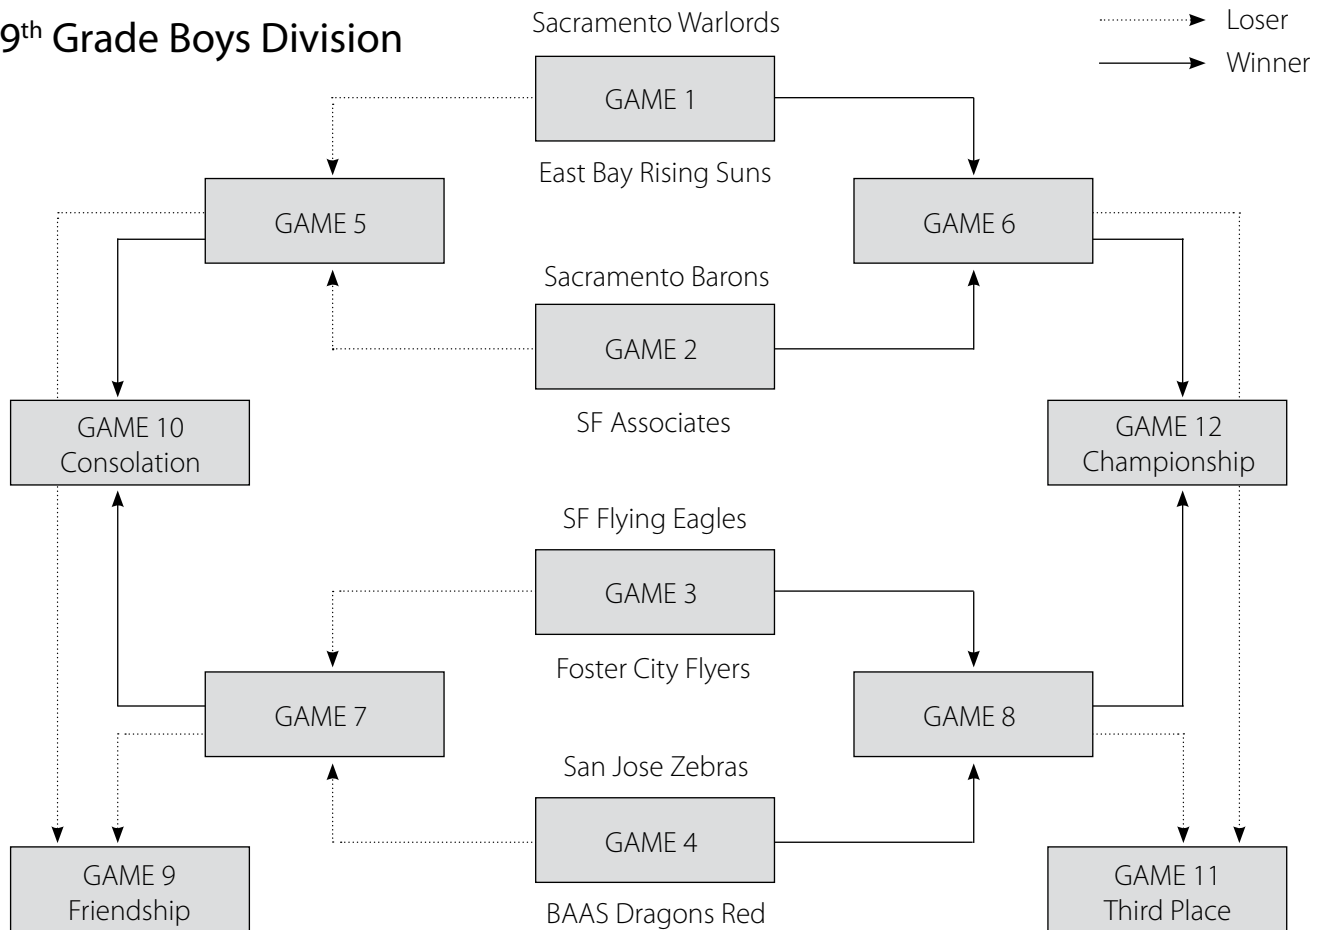 9th Grade Boys Division
Sacramento Warlords
Loser
Winner
GAME 1
East Bay Rising Suns
GAME 5
GAME 6
Sacramento Barons
GAME 2
SF Associates
GAME 10
Consolation
GAME 12
Championship
SF Flying Eagles
GAME 3
Foster City Flyers
GAME 7
GAME 8
San Jose Zebras
GAME 4
BAAS Dragons Red
GAME 9
Friendship
GAME 11
Third Place